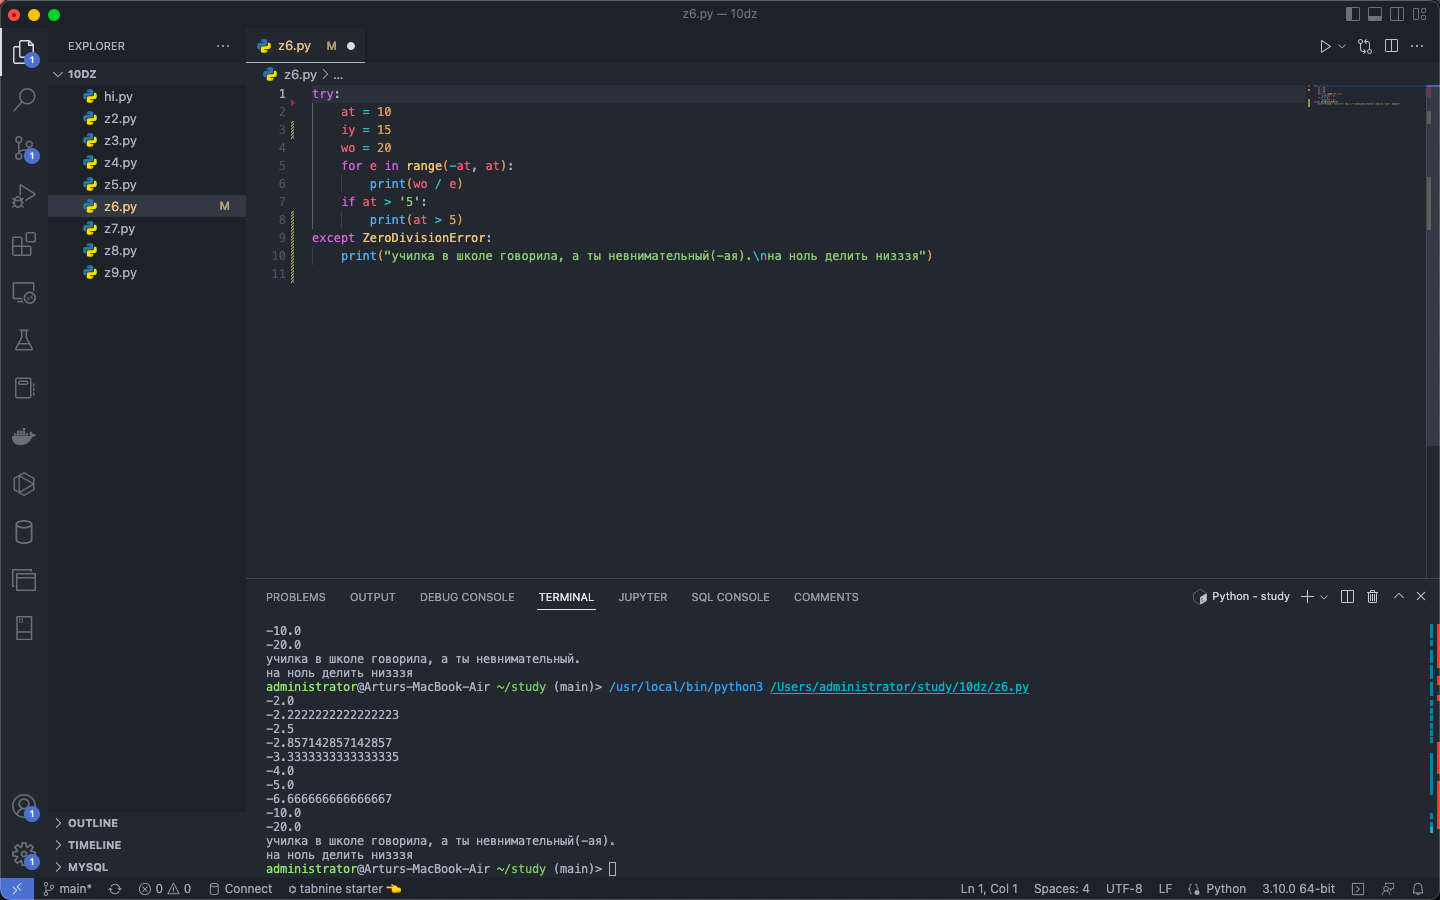 z6.py — 10dz
EXPLORER
10DZ
hi.py
z2.py
z3.py
z4.py
z5.py
z6.py M
z7.py
z8.py
z9.py
OUTLINE
TIMELINE
MYSQL
z6.py M
z6.py > ...
1 try:
2 at = 10
3 iy = 15
4 wo = 20
5 for e in range(-at, at):
6 print(wo / e)
7 if at > '5':
8 print(at > 5)
9 except ZeroDivisionError:
10 print("училка в школе говорила, а ты невнимательный(-ая).\nна ноль делить низззя")
11
PROBLEMS OUTPUT DEBUG CONSOLE TERMINAL JUPYTER SQL CONSOLE COMMENTS
Python - study
-10.0
-20.0
училка в школе говорила, а ты невнимательный.
на ноль делить низззя
administrator@Arturs-MacBook-Air ~/study (main)> /usr/local/bin/python3 /Users/administrator/study/10dz/z6.py
-2.0
-2.2222222222222223
-2.5
-2.857142857142857
-3.3333333333333335
-4.0
-5.0
-6.666666666666667
-10.0
-20.0
училка в школе говорила, а ты невнимательный(-ая).
на ноль делить низззя
administrator@Arturs-MacBook-Air ~/study (main)>
1
1
1
1
main* 0 0 Connect tabnine starter Ln 1, Col 1 Spaces: 4 UTF-8 LF Python 3.10.0 64-bit